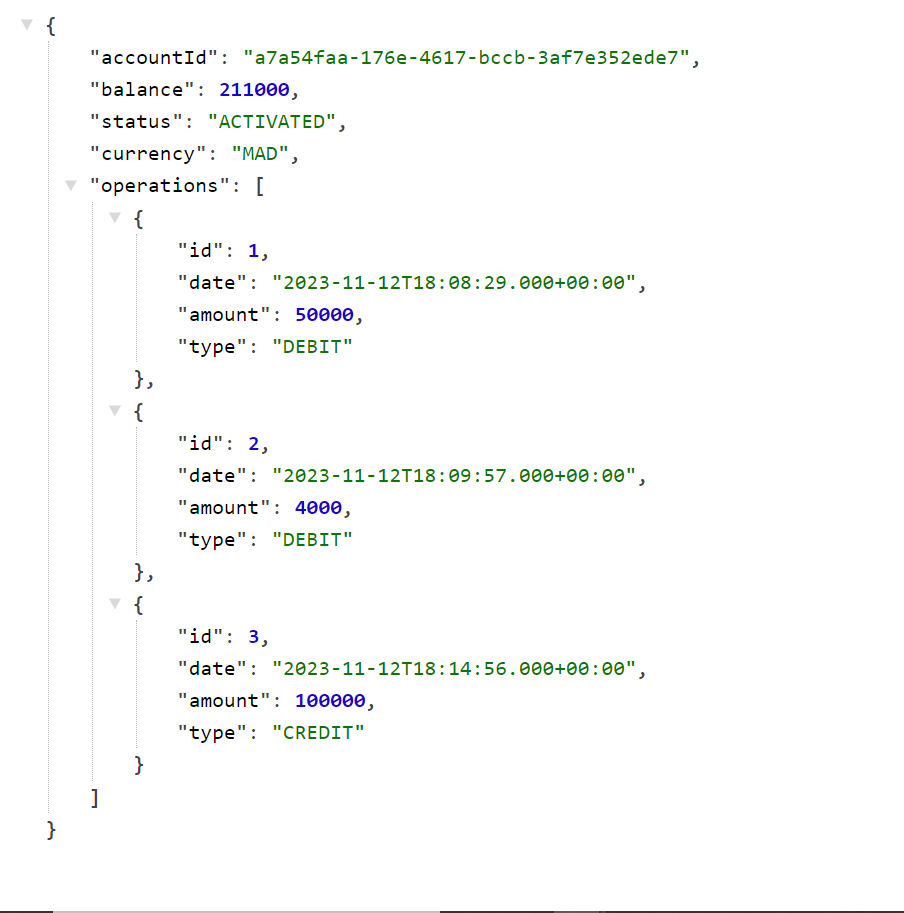 {
"accountId": "a7a54faa-176e-4617-bccb-3af7e352ede7",
"balance": 211000,
"status": "ACTIVATED",
"currency": "MAD",
"operations": [
{
"id": 1,
"date": "2023-11-12T18:08:29.000+00:00",
"amount": 50000,
"type": "DEBIT"
},
{
"id": 2,
"date": "2023-11-12T18:09:57.000+00:00",
"amount": 4000,
"type": "DEBIT"
},
{
"id": 3,
"date": "2023-11-12T18:14:56.000+00:00",
"amount": 100000,
"type": "CREDIT"
}
]
}